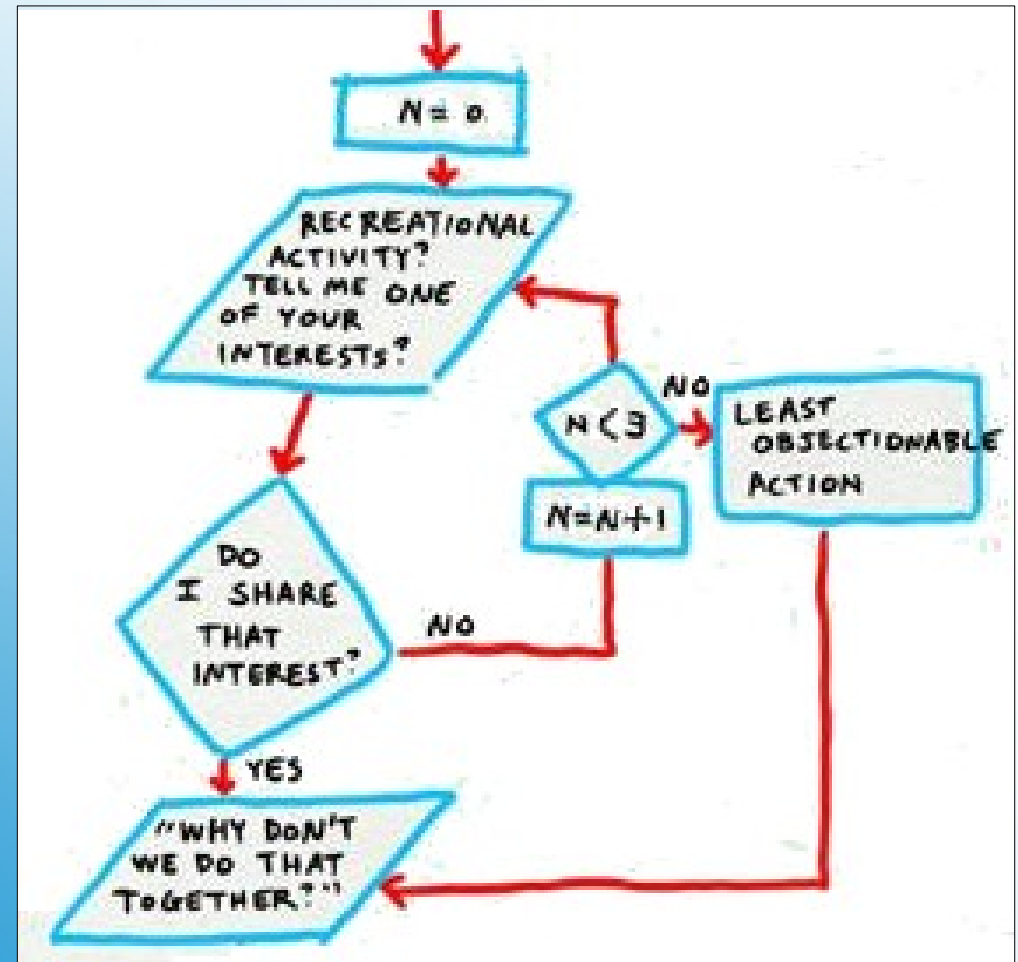 N = 0
RECREATIONAL
ACTIVITY?
TELL ME ONE
OF YOUR
INTERESTS?
N < 3
NO
LEAST
OBJECTIONABLE
ACTION
N=N+1
DO
I SHARE
THAT
INTEREST?
NO
YES
"WHY DON'T
WE DO THAT
TOGETHER?"